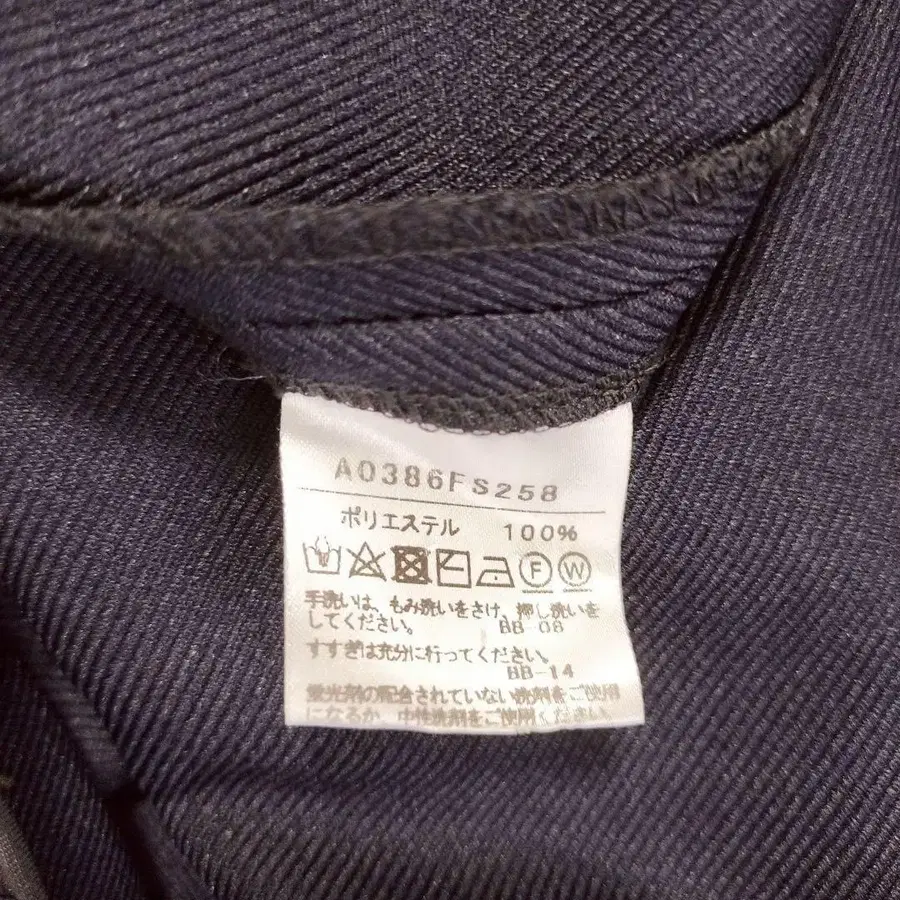 A0386FS258
ポリエステル 100%
F W
手洗いは、もみ洗いをさけ、押し洗いを
してください。 BB-08
すすぎは充分に行ってください。
BB-14
蛍光剤の配合されていない洗剤をご使用
になるか、中性洗剤をご使用ください。